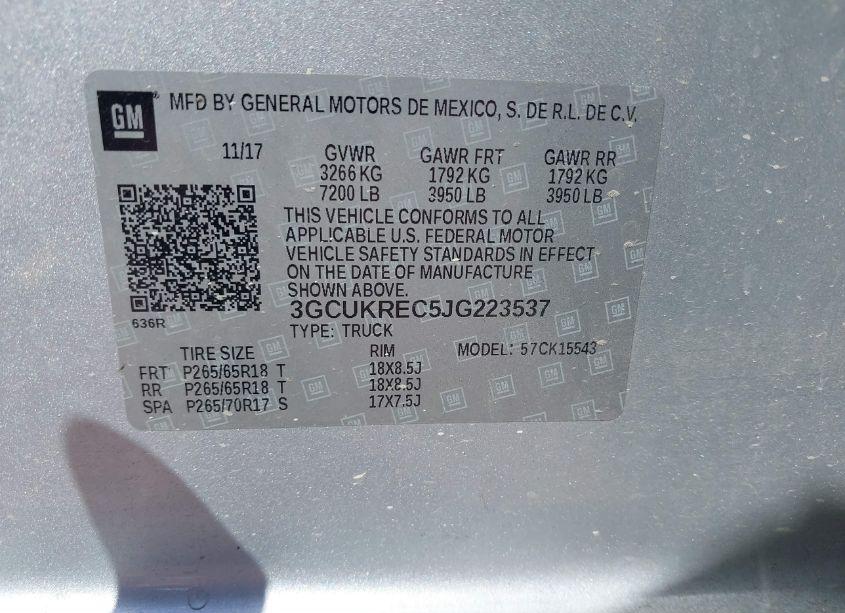 GM
MFD BY GENERAL MOTORS DE MEXICO, S. DE R.L. DE C.V.
11/17 GVWR GAWR FRT GAWR RR
3266 KG 1792 KG 1792 KG
7200 LB 3950 LB 3950 LB
THIS VEHICLE CONFORMS TO ALL
APPLICABLE U.S. FEDERAL MOTOR
VEHICLE SAFETY STANDARDS IN EFFECT
ON THE DATE OF MANUFACTURE
SHOWN ABOVE.
3GCUKREC5JG223537
636R
TYPE: TRUCK
TIRE SIZE RIM MODEL: 57CK15543
FRT P265/65R18 T 18X8.5J
RR P265/65R18 T 18X8.5J
SPA P265/70R17 S 17X7.5J